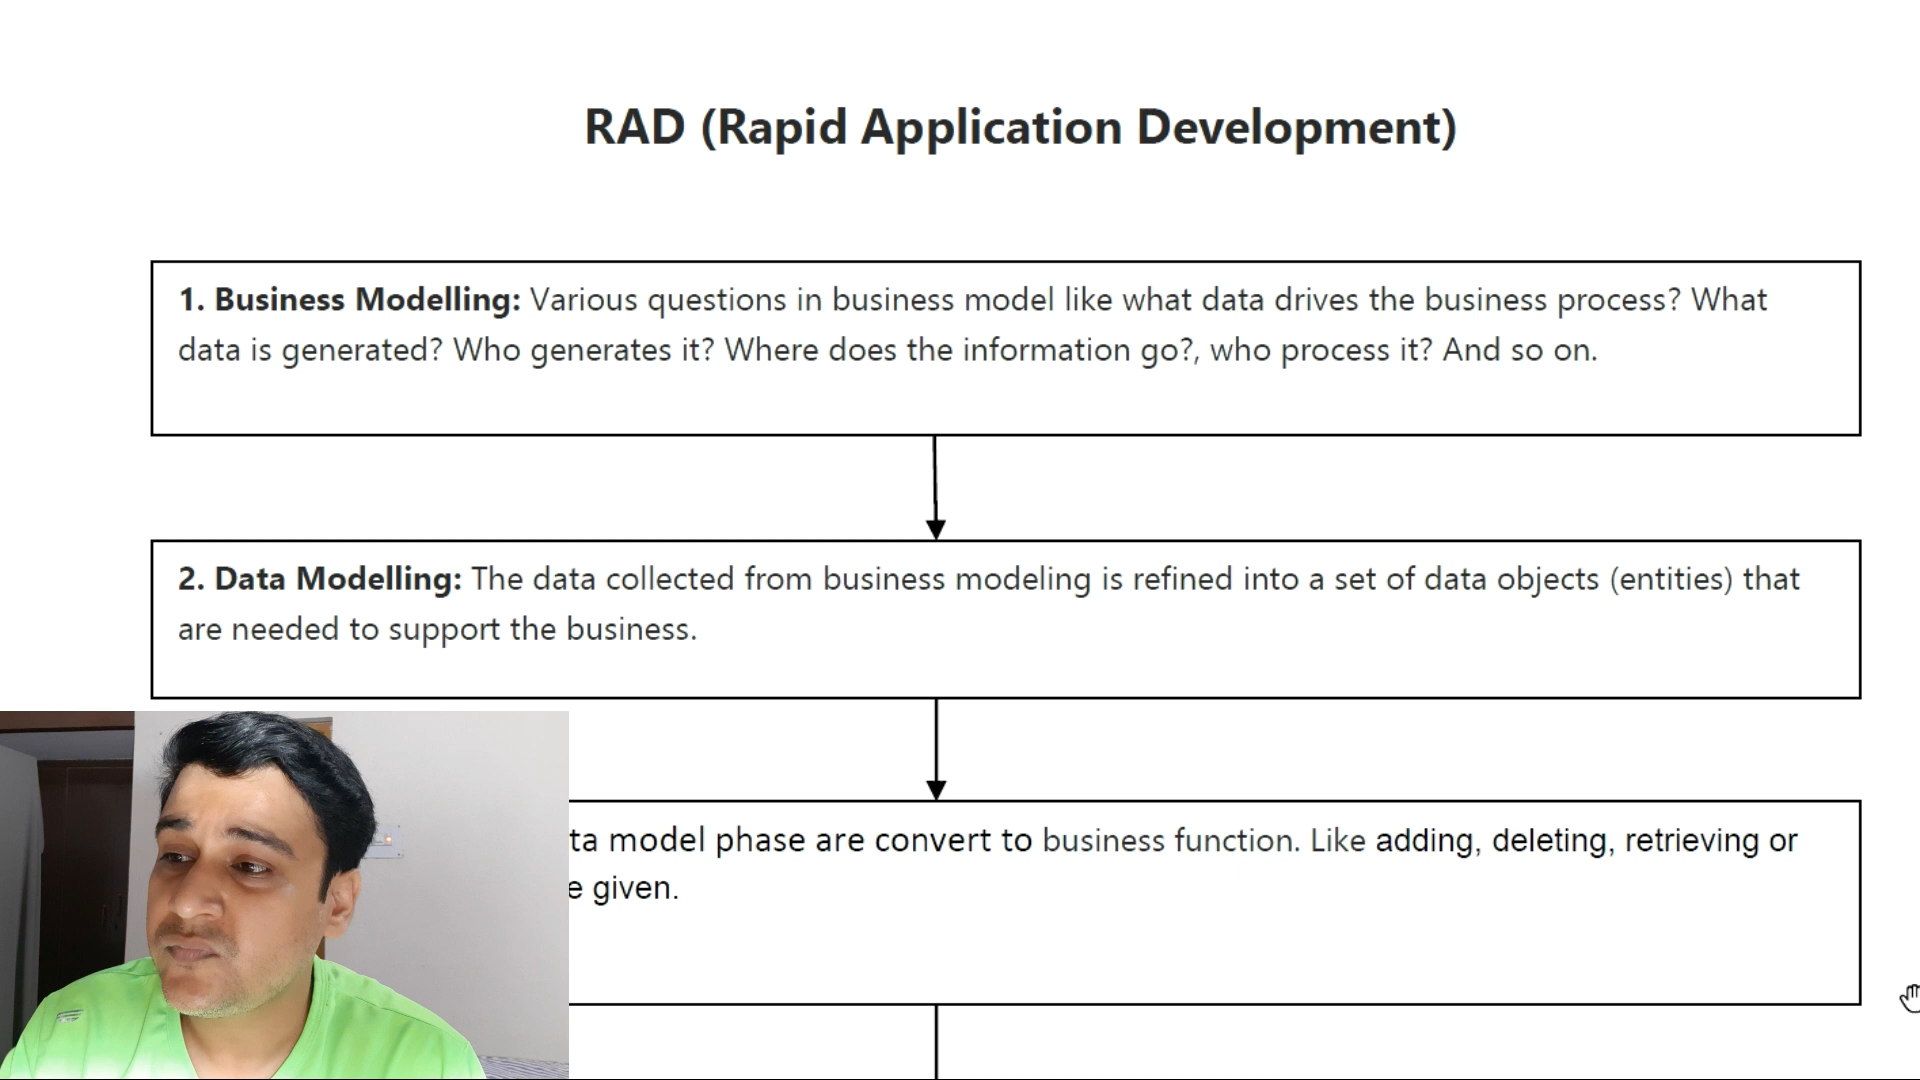 RAD (Rapid Application Development)
1. Business Modelling: Various questions in business model like what data drives the business process? What
data is generated? Who generates it? Where does the information go?, who process it? And so on.
2. Data Modelling: The data collected from business modeling is refined into a set of data objects (entities) that
are needed to support the business.
ta model phase are convert to business function. Like adding, deleting, retrieving or
e given.